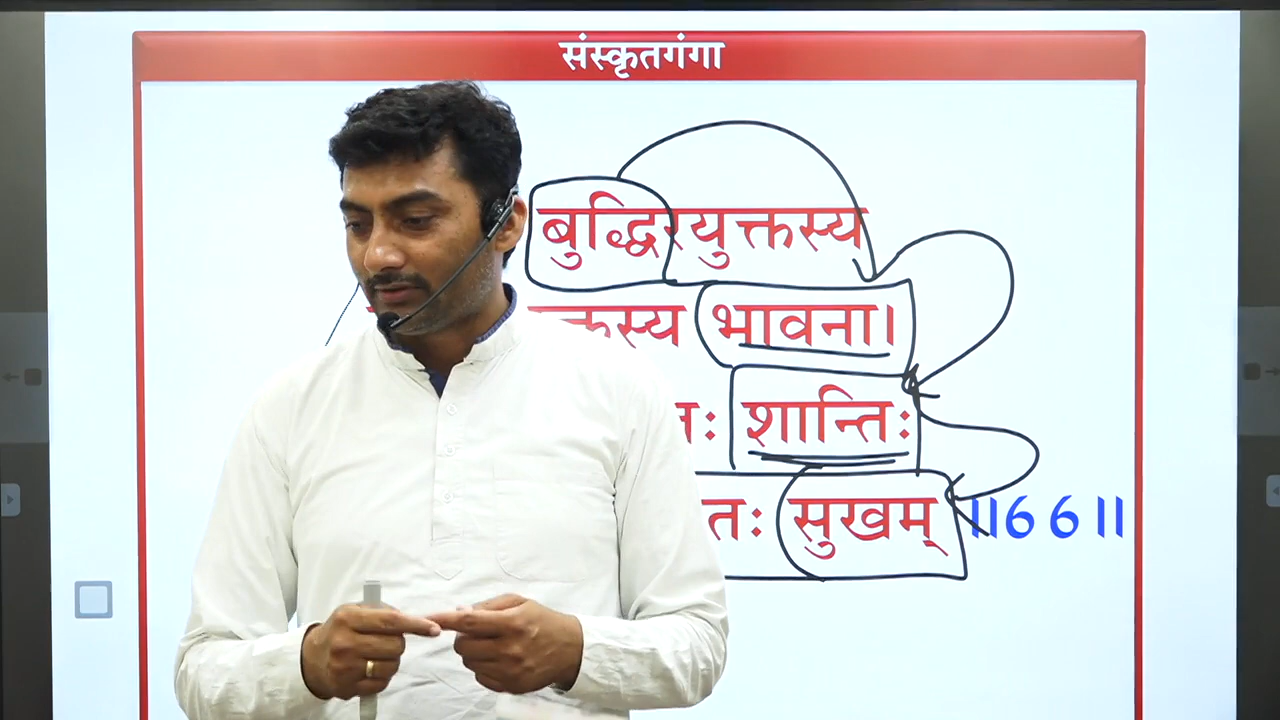 संस्कृतगंगा
बुद्धिरयुक्तस्य
भावना।
शान्तिः
सुखम् ॥66॥